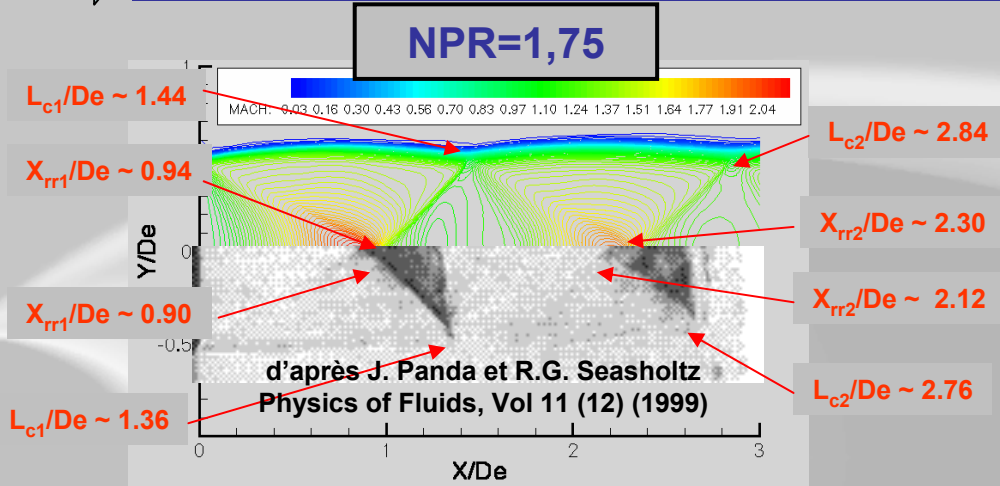 NPR=1,75
1
MACH: 0.03 0.16 0.30 0.43 0.56 0.70 0.83 0.97 1.10 1.24 1.37 1.51 1.64 1.77 1.91 2.04
Lc1/De ~ 1.44
Lc2/De ~ 2.84
Xrr1/De ~ 0.94
Xrr2/De ~ 2.30
0
Y/De
Xrr1/De ~ 0.90
Xrr2/De ~ 2.12
-0.5
d'après J. Panda et R.G. Seasholtz
Physics of Fluids, Vol 11 (12) (1999)
Lc1/De ~ 1.36
Lc2/De ~ 2.76
0 1 2 3
X/De